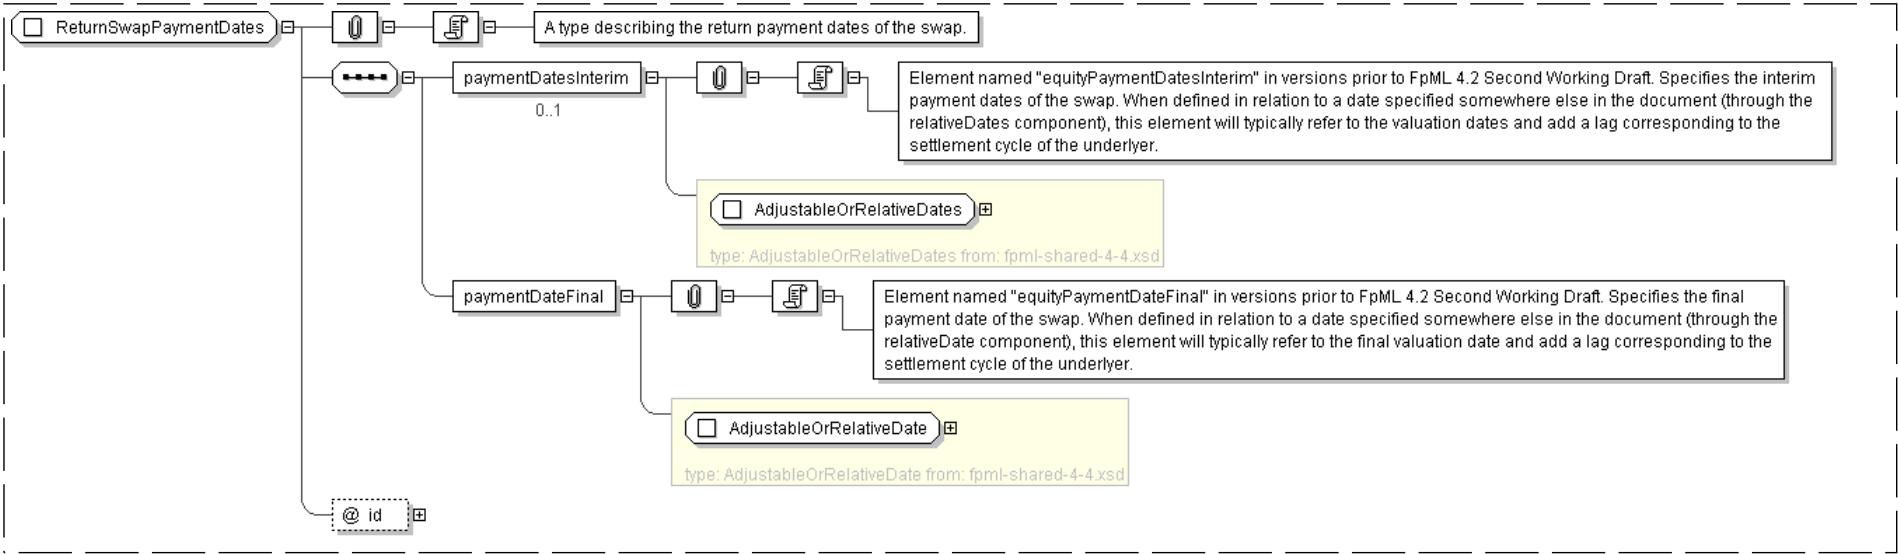 ReturnSwapPaymentDates
A type describing the return payment dates of the swap.
paymentDatesInterim
0..1
Element named "equityPaymentDatesInterim" in versions prior to FpML 4.2 Second Working Draft. Specifies the interim
payment dates of the swap. When defined in relation to a date specified somewhere else in the document (through the
relativeDates component), this element will typically refer to the valuation dates and add a lag corresponding to the
settlement cycle of the underlyer.
AdjustableOrRelativeDates
type: AdjustableOrRelativeDates from: fpml-shared-4-4.xsd
paymentDateFinal
Element named "equityPaymentDateFinal" in versions prior to FpML 4.2 Second Working Draft. Specifies the final
payment date of the swap. When defined in relation to a date specified somewhere else in the document (through the
relativeDate component), this element will typically refer to the final valuation date and add a lag corresponding to the
settlement cycle of the underlyer.
AdjustableOrRelativeDate
type: AdjustableOrRelativeDate from: fpml-shared-4-4.xsd
@ id